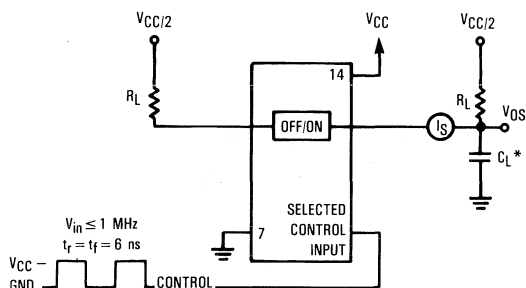 VCC/2
VCC
VCC/2
14
RL
RL
OFF/ON
IS
VOS
CL*
Vin ≤ 1 MHz
tr = tf = 6 ns
7
SELECTED
CONTROL
INPUT
VCC
GND
CONTROL